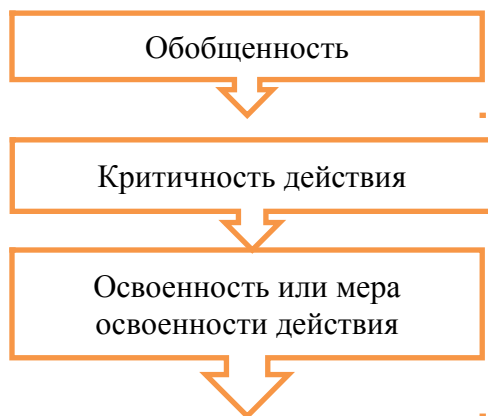 Обобщенность
Критичность действия
Освоенность или мера
освоенности действия